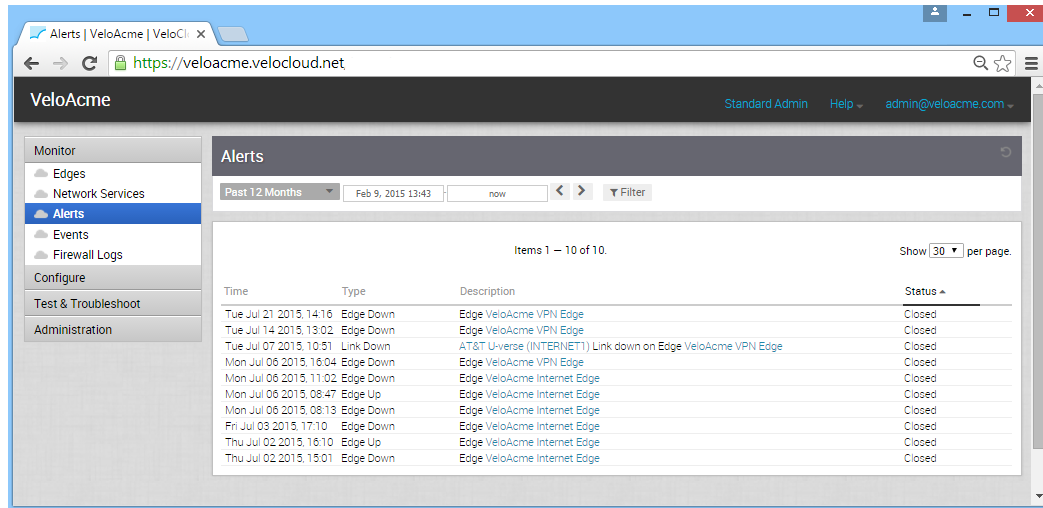 Alerts | VeloAcme | VeloCl
https://veloacme.velocloud.net
VeloAcme
Standard Admin Help admin@veloacme.com
Monitor
Edges
Network Services
Alerts
Events
Firewall Logs
Configure
Test & Troubleshoot
Administration
Alerts
Past 12 Months Feb 9, 2015 13:43 - now < > Filter
Items 1 — 10 of 10.
Show 30 per page.
Time Type Description Status
Tue Jul 21 2015, 14:16 Edge Down Edge VeloAcme VPN Edge Closed
Tue Jul 14 2015, 13:02 Edge Down Edge VeloAcme VPN Edge Closed
Tue Jul 07 2015, 10:51 Link Down AT&T U-verse (INTERNET1) Link down on Edge VeloAcme VPN Edge Closed
Mon Jul 06 2015, 16:04 Edge Down Edge VeloAcme VPN Edge Closed
Mon Jul 06 2015, 11:02 Edge Down Edge VeloAcme Internet Edge Closed
Mon Jul 06 2015, 08:47 Edge Up Edge VeloAcme Internet Edge Closed
Mon Jul 06 2015, 08:13 Edge Down Edge VeloAcme Internet Edge Closed
Fri Jul 03 2015, 17:10 Edge Down Edge VeloAcme Internet Edge Closed
Thu Jul 02 2015, 16:10 Edge Up Edge VeloAcme Internet Edge Closed
Thu Jul 02 2015, 15:01 Edge Down Edge VeloAcme Internet Edge Closed